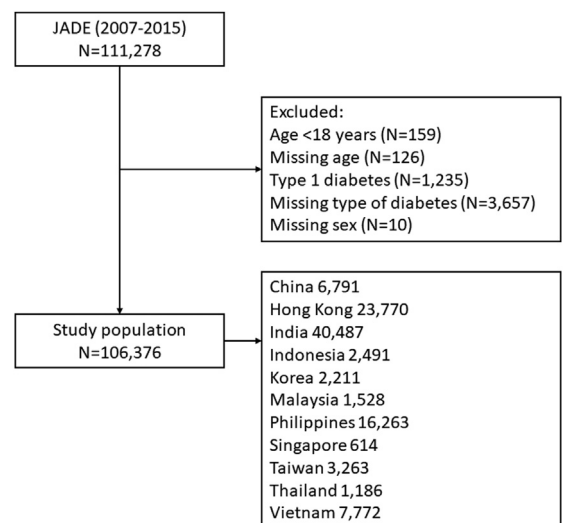 JADE (2007-2015)
N=111,278
Excluded:
Age <18 years (N=159)
Missing age (N=126)
Type 1 diabetes (N=1,235)
Missing type of diabetes (N=3,657)
Missing sex (N=10)
Study population
N=106,376
China 6,791
Hong Kong 23,770
India 40,487
Indonesia 2,491
Korea 2,211
Malaysia 1,528
Philippines 16,263
Singapore 614
Taiwan 3,263
Thailand 1,186
Vietnam 7,772